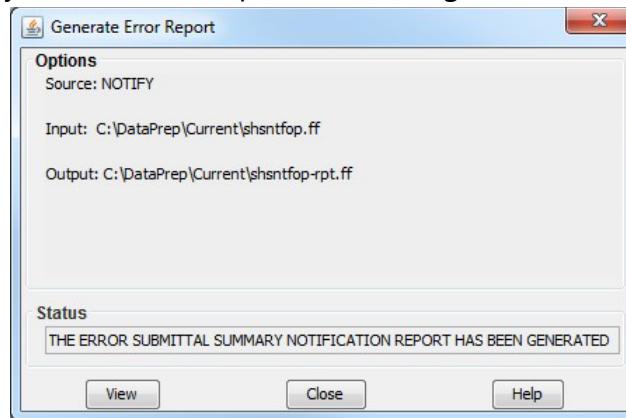 Generate Error Report
Options
Source: NOTIFY
Input: C:\DataPrep\Current\shsntfop.ff
Output: C:\DataPrep\Current\shsntfop-rpt.ff
Status
THE ERROR SUBMITTAL SUMMARY NOTIFICATION REPORT HAS BEEN GENERATED
View Close Help